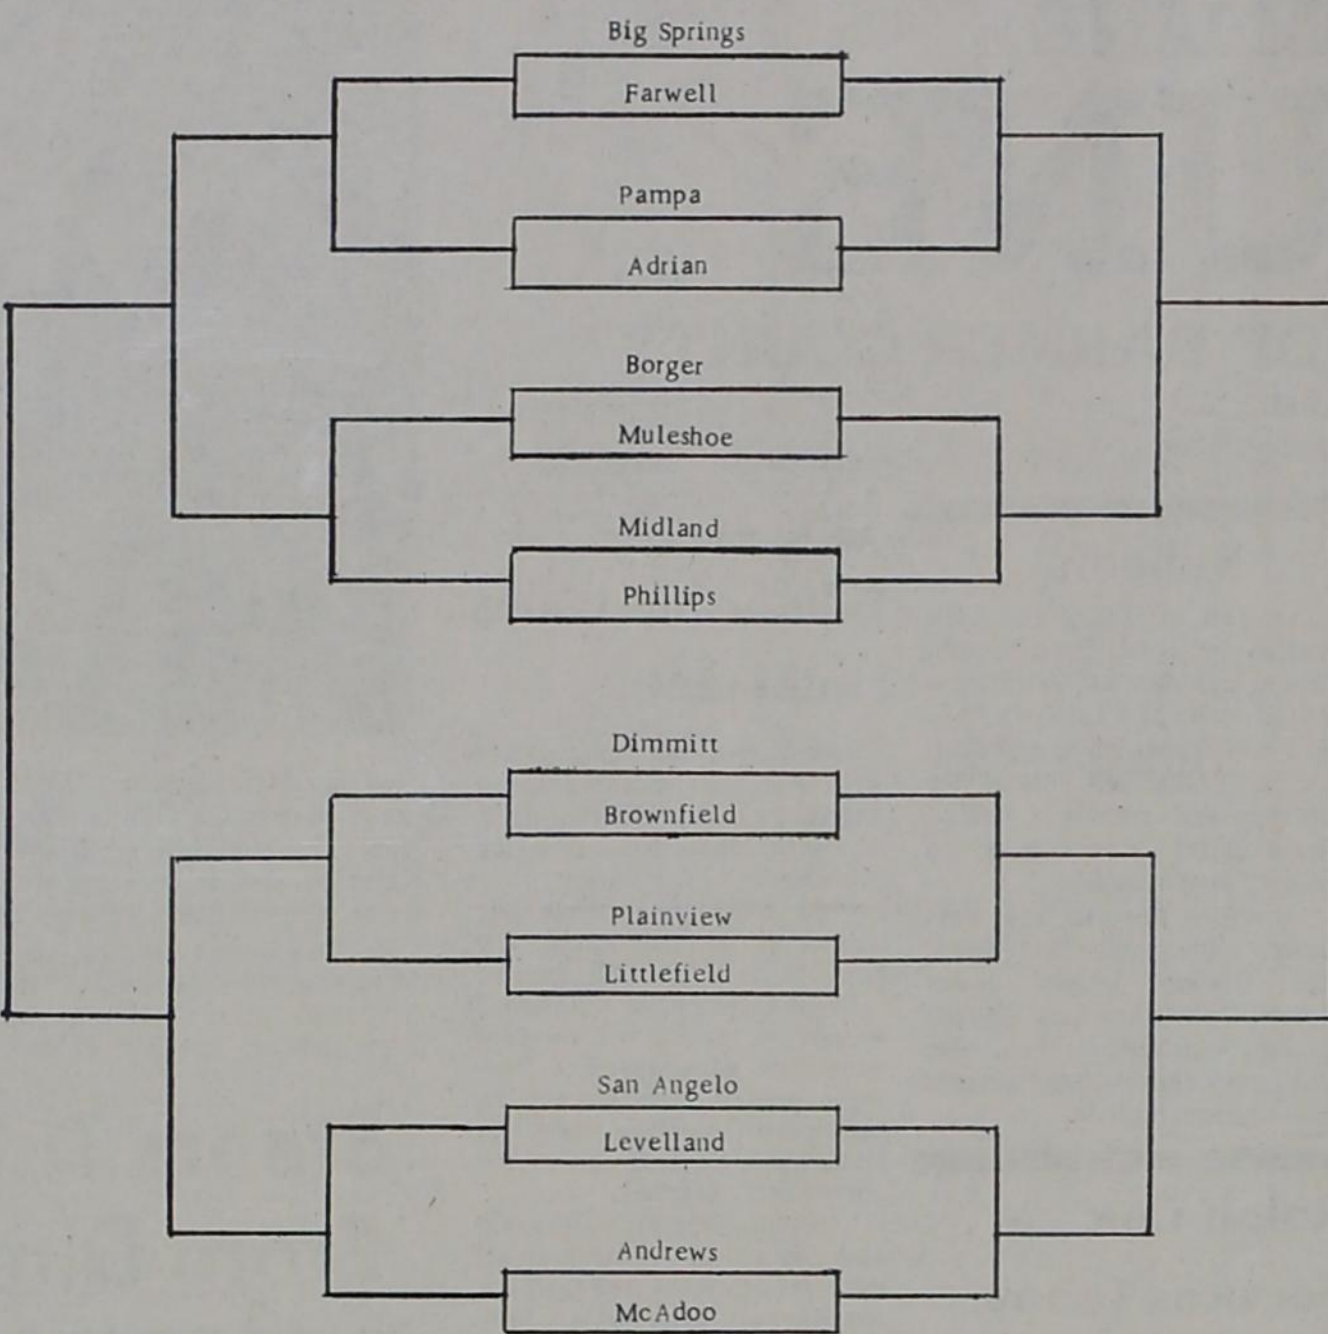 Big Springs
Farwell
Pampa
Adrian
Borger
Muleshoe
Midland
Phillips
Dimmitt
Brownfield
Plainview
Littlefield
San Angelo
Levelland
Andrews
McAdoo